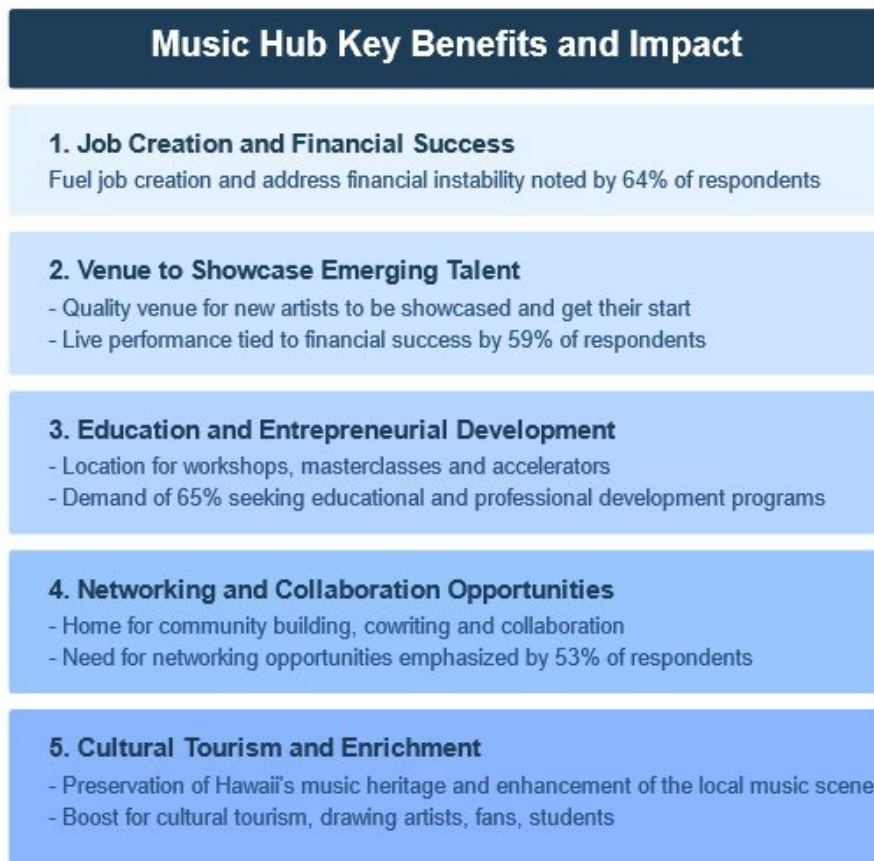 Music Hub Key Benefits and Impact
1. Job Creation and Financial Success
Fuel job creation and address financial instability noted by 64% of respondents
2. Venue to Showcase Emerging Talent
- Quality venue for new artists to be showcased and get their start
- Live performance tied to financial success by 59% of respondents
3. Education and Entrepreneurial Development
- Location for workshops, masterclasses and accelerators
- Demand of 65% seeking educational and professional development programs
4. Networking and Collaboration Opportunities
- Home for community building, cowriting and collaboration
- Need for networking opportunities emphasized by 53% of respondents
5. Cultural Tourism and Enrichment
- Preservation of Hawaii's music heritage and enhancement of the local music scene
- Boost for cultural tourism, drawing artists, fans, students